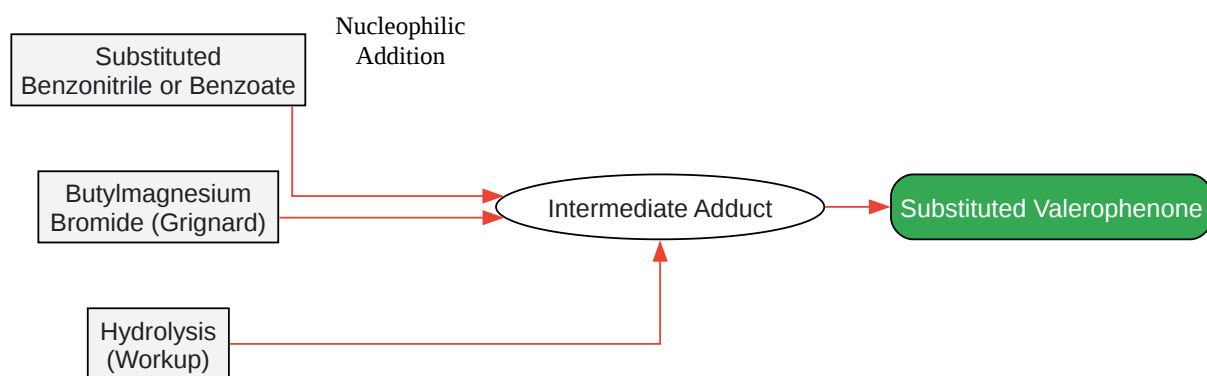 Nucleophilic
Addition
Substituted
Benzonitrile or Benzoate
Butylmagnesium
Bromide (Grignard)
Intermediate Adduct
Substituted Valerophenone
Hydrolysis
(Workup)